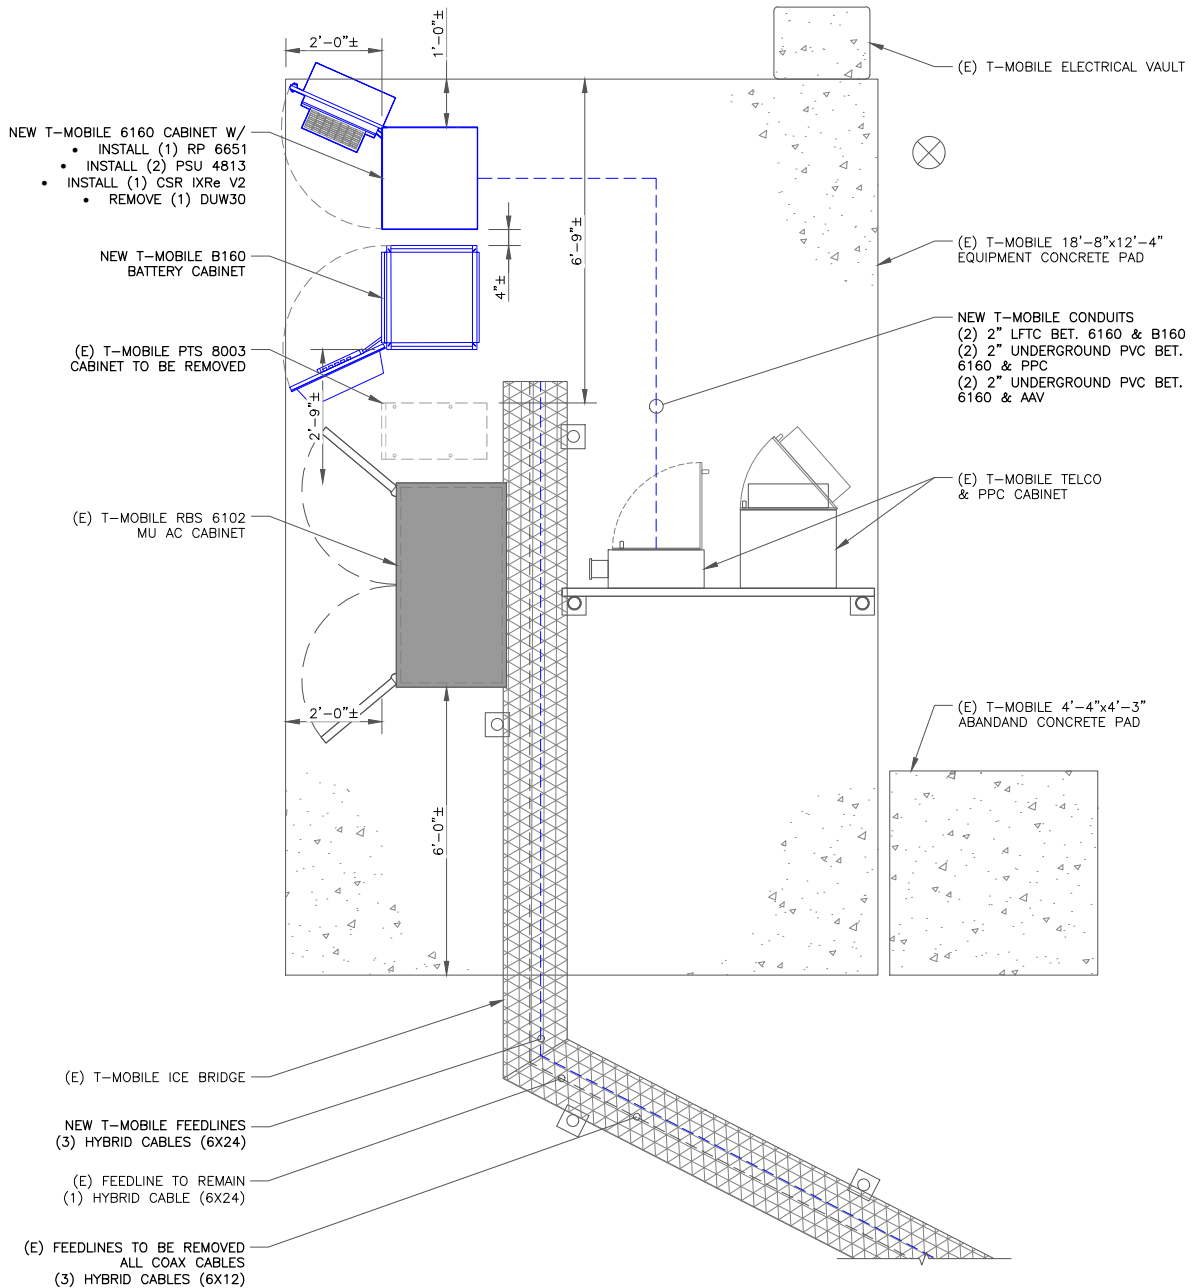 2'-0"±
1'-0"±
(E) T-MOBILE ELECTRICAL VAULT
NEW T-MOBILE 6160 CABINET W/
• INSTALL (1) RP 6651
• INSTALL (2) PSU 4813
• INSTALL (1) CSR IXRe V2
• REMOVE (1) DUW30
6'-9"±
4"±
(E) T-MOBILE 18'-8"x12'-4"
EQUIPMENT CONCRETE PAD
NEW T-MOBILE B160
BATTERY CABINET
NEW T-MOBILE CONDUITS
(2) 2" LFTC BET. 6160 & B160
(2) 2" UNDERGROUND PVC BET.
6160 & PPC
(2) 2" UNDERGROUND PVC BET.
6160 & AAV
(E) T-MOBILE PTS 8003
CABINET TO BE REMOVED
2'-9"±
(E) T-MOBILE TELCO
& PPC CABINET
(E) T-MOBILE RBS 6102
MU AC CABINET
2'-0"±
(E) T-MOBILE 4'-4"x4'-3"
ABANDAND CONCRETE PAD
6'-0"±
(E) T-MOBILE ICE BRIDGE
NEW T-MOBILE FEEDLINES
(3) HYBRID CABLES (6X24)
(E) FEEDLINE TO REMAIN
(1) HYBRID CABLE (6X24)
(E) FEEDLINES TO BE REMOVED
ALL COAX CABLES
(3) HYBRID CABLES (6X12)